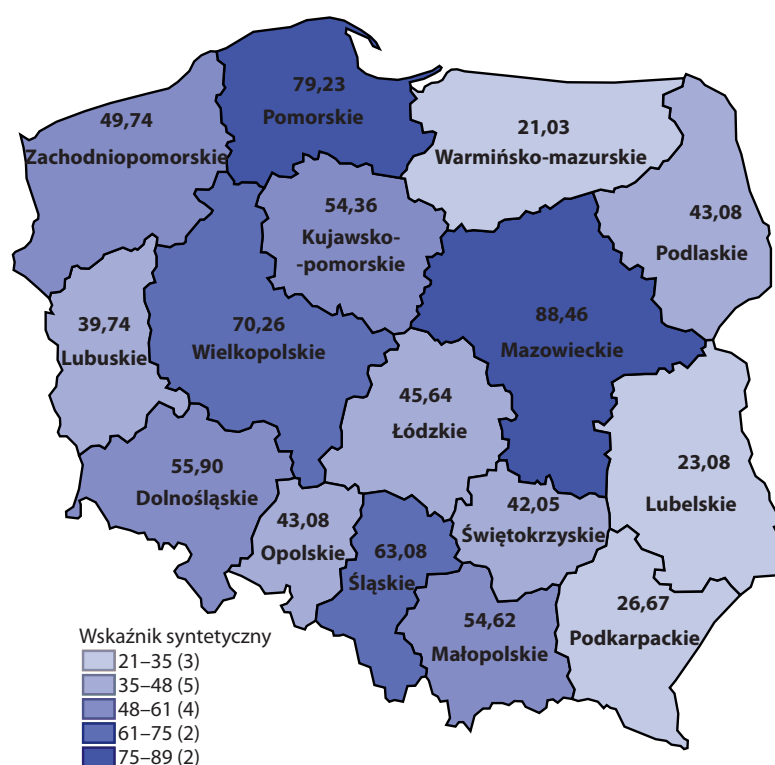 79,23
Pomorskie
49,74
Zachodniopomorskie
21,03
Warmińsko-mazurskie
54,36
Kujawsko-
-pomorskie
43,08
Podlaskie
39,74
Lubuskie
70,26
Wielkopolskie
88,46
Mazowieckie
45,64
Łódzkie
55,90
Dolnośląskie
23,08
Lubelskie
43,08
Opolskie
63,08
Śląskie
42,05
Świętokrzyskie
54,62
Małopolskie
26,67
Podkarpackie
Wskaźnik syntetyczny
21–35 (3)
35–48 (5)
48–61 (4)
61–75 (2)
75–89 (2)